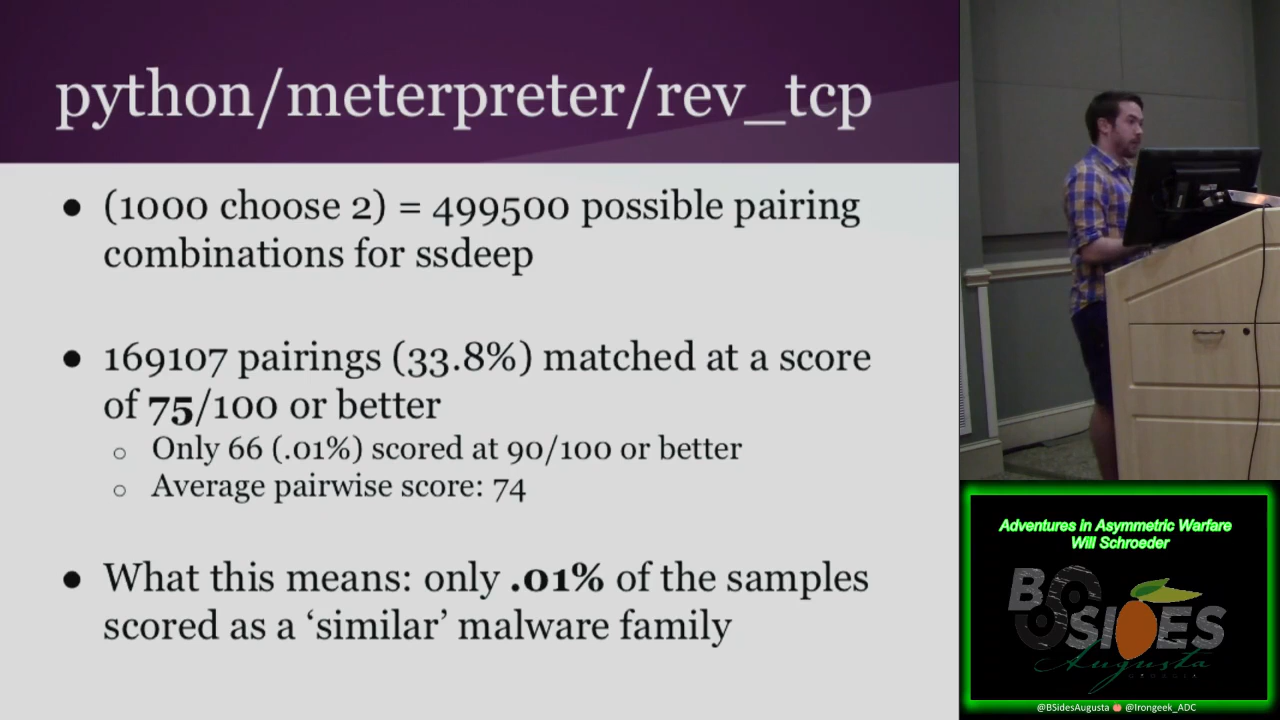 python/meterpreter/rev_tcp
● (1000 choose 2) = 499500 possible pairing
combinations for ssdeep
● 169107 pairings (33.8%) matched at a score
of 75/100 or better
○ Only 66 (.01%) scored at 90/100 or better
○ Average pairwise score: 74
● What this means: only .01% of the samples
scored as a ‘similar’ malware family
Adventures in Asymmetric Warfare
Will Schroeder
BSIDES
Augusta
GEORGIA
@BSidesAugusta @Irongeek_ADC